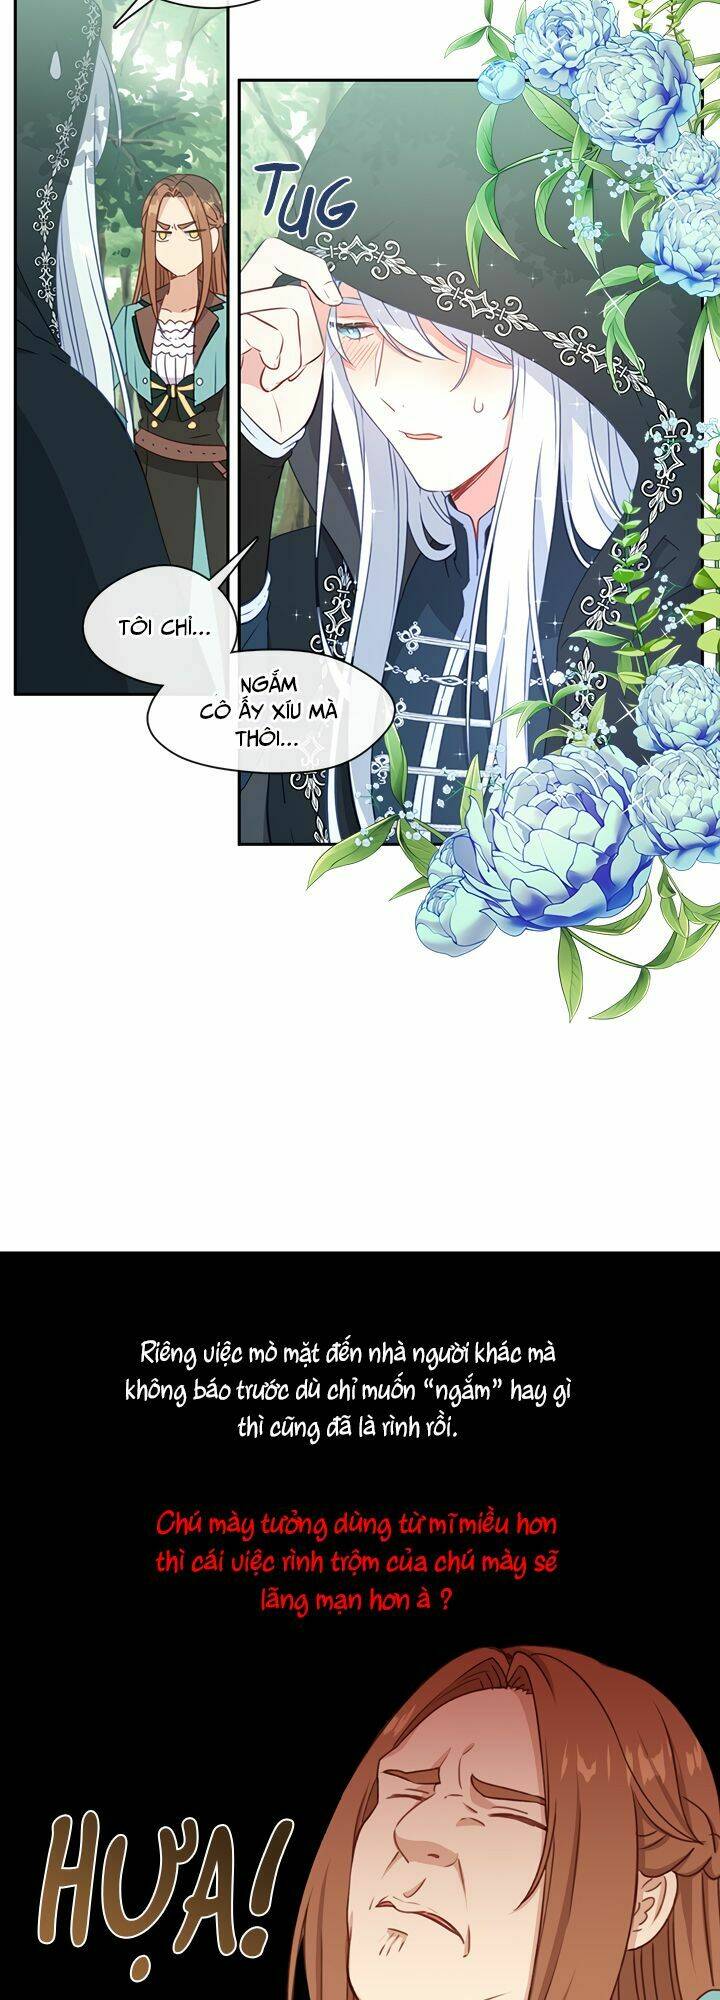 TUG
TÔI CHỈ...
NGẮM
CÔ ẤY XÍU MÀ
THÔI...
Riêng việc mò mặt đến nhà người khác mà
không báo trước dù chỉ muốn “ngắm” hay gì
thì cũng đã là rình rồi.
Chú mày tưởng dùng từ mĩ miều hơn
thì cái việc rình trộm của chú mày sẽ
lãng mạn hơn à ?
HỰA!